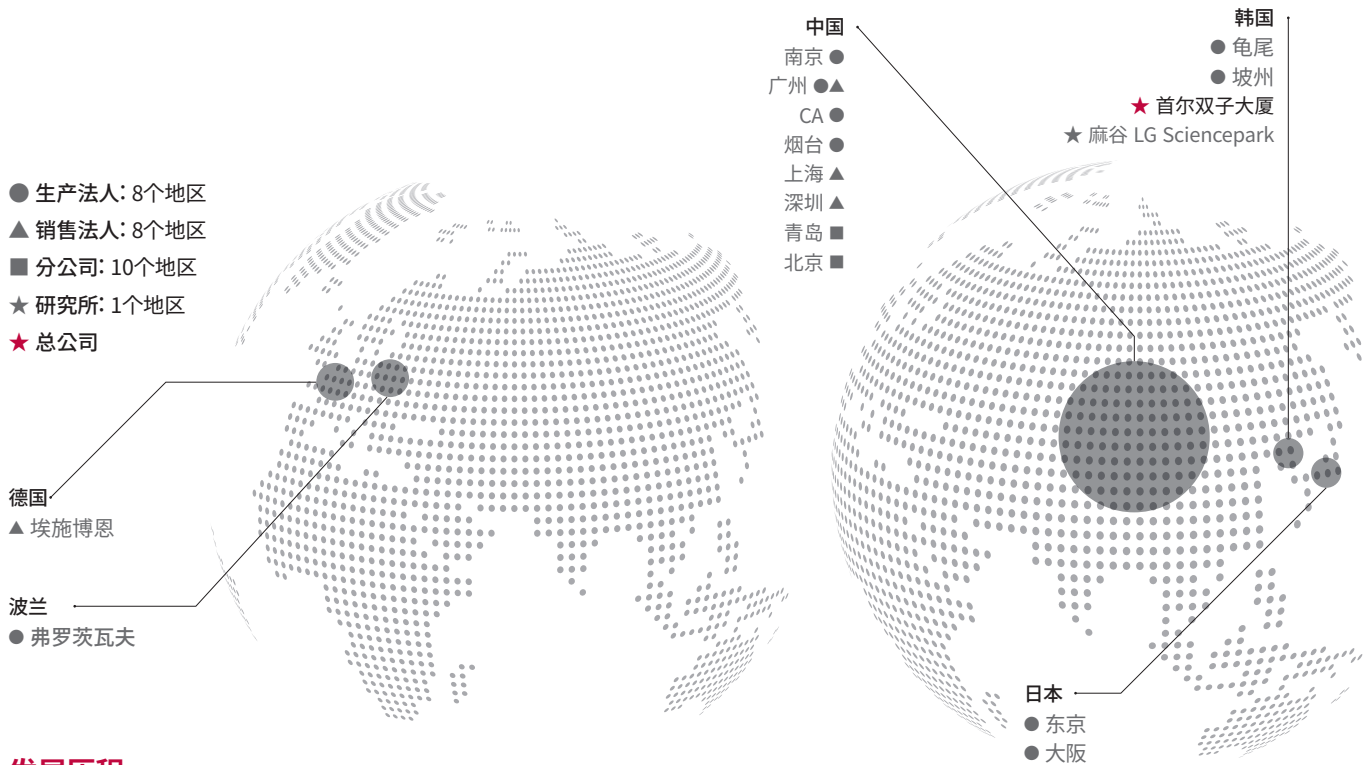 ● 生产法人: 8个地区
▲ 销售法人: 8个地区
■ 分公司: 10个地区
★ 研究所: 1个地区
★ 总公司
德国
▲ 埃施博恩
波兰
● 弗罗茨瓦夫
中国
南京 ●
广州 ●▲
CA ●
烟台 ●
上海 ▲
深圳 ▲
青岛 ■
北京 ■
韩国
● 龟尾
● 坡州
★ 首尔双子大厦
★ 麻谷 LG Sciencepark
日本
● 东京
● 大阪